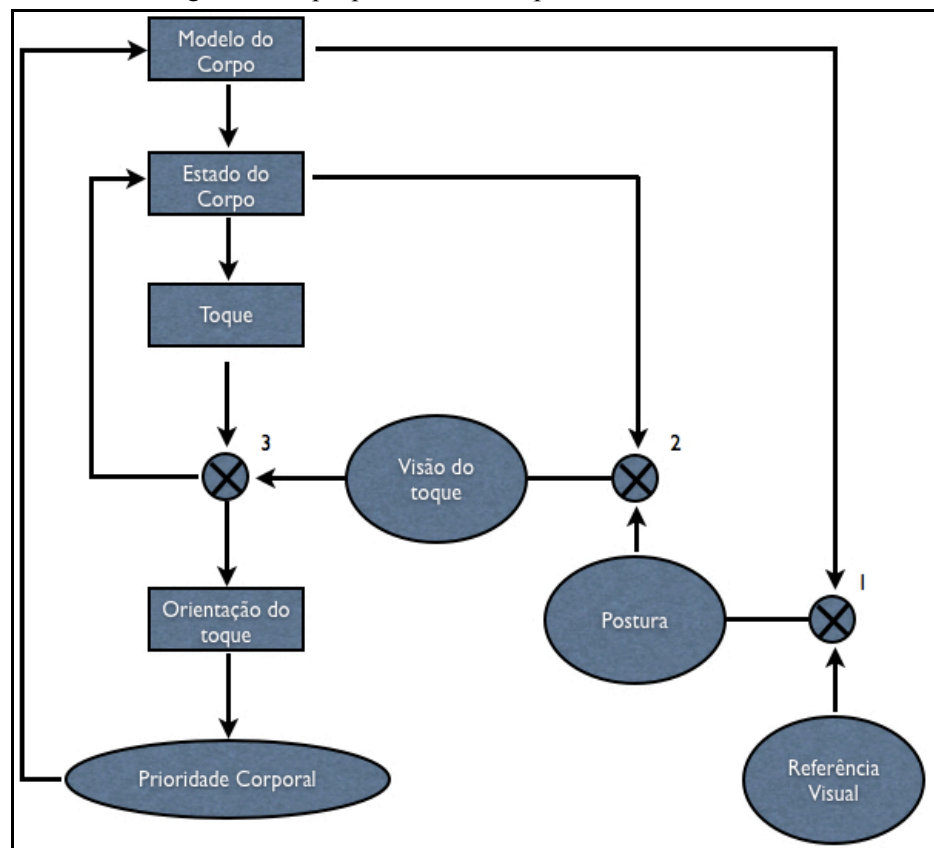 Modelo do
Corpo
Estado do
Corpo
Toque
3
Visão do
toque
2
Orientação do
toque
Postura
1
Prioridade Corporal
Referência
Visual